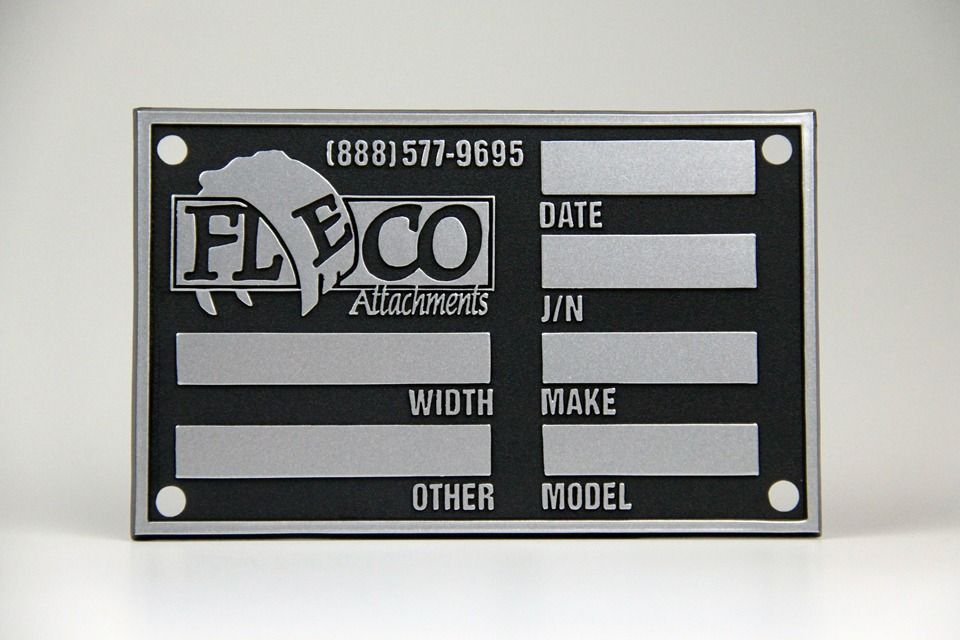 (888)577-9695
FLECO
Attachments
WIDTH
OTHER
DATE
J/N
MAKE
MODEL